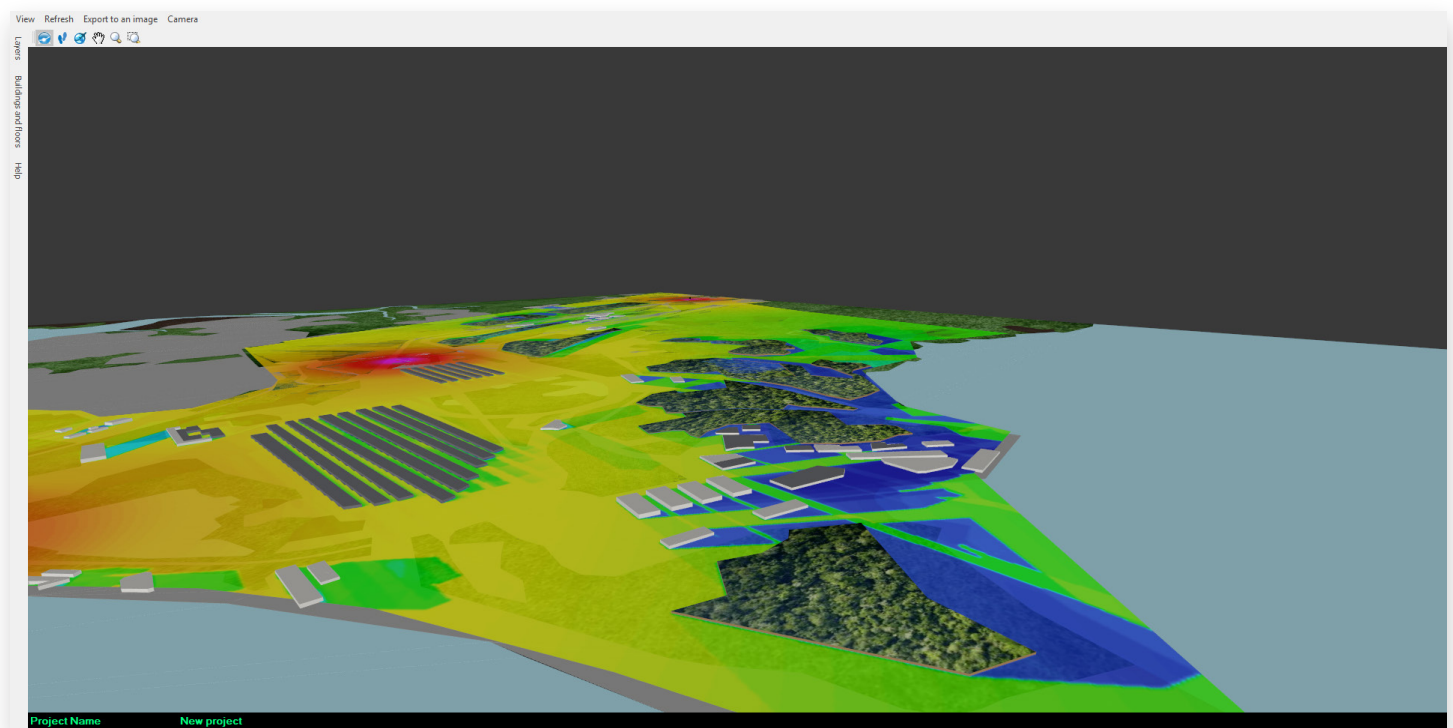 View Refresh Export to an image Camera
Layers
Buildings and floors
Help
Project Name New project